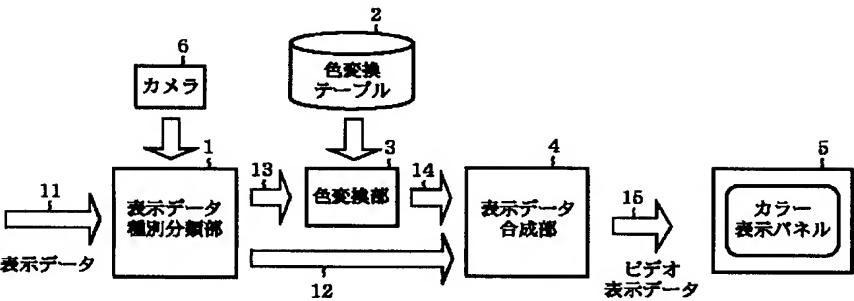 6
カメラ
2
色変換
テーブル
11
表示データ
1
表示データ
種別分類部
13
3
色変換部
14
12
4
表示データ
合成部
15
ビデオ
表示データ
5
カラー
表示パネル